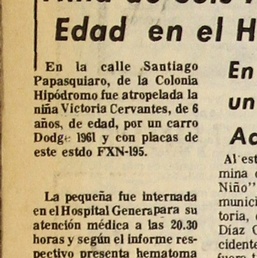 Edad en el H
En la calle Santiago
Papasquiaro, de la Colonia
Hipódromo fue atropelada la
niña Victoria Cervantes, de 6
años, de edad, por un carro
Dodge 1961 y con placas de
este estdo FXN-195.
La pequeña fue internada
en el Hospital Generapara su
atención médica a las 20.30
horas y según el informe res-
pectivo presenta hematoma
En
un
Ac
Al est
mina d
Niño"
munici
toria, d
Díaz O
cidente